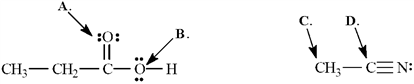 A. B. C. D.
:O:
CH₃—CH₂—C—O—H CH₃—C≡N: